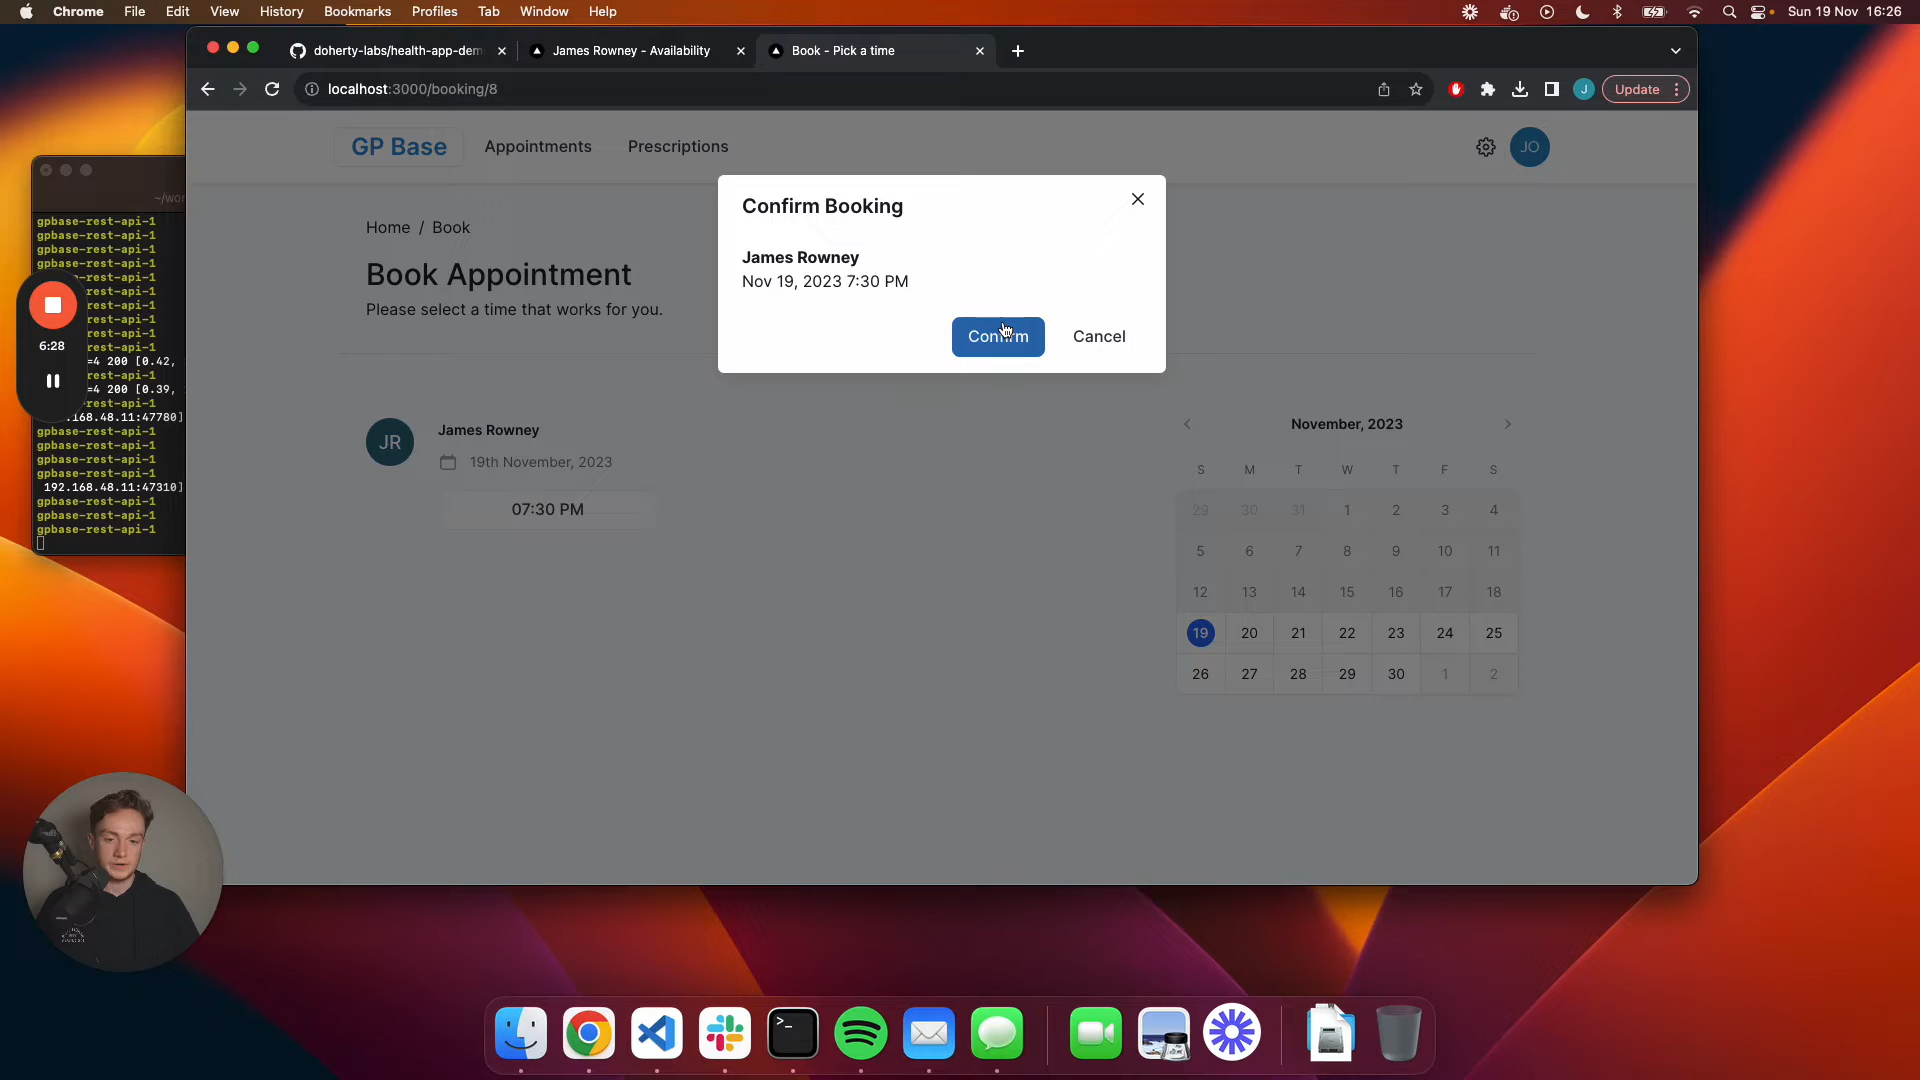 Chrome File Edit View History Bookmarks Profiles Tab Window Help Sun 19 Nov 16:26
doherty-labs/health-app-dem James Rowney - Availability Book - Pick a time
localhost:3000/booking/8 J Update
GP Base Appointments Prescriptions JO
~/wor
gpbase-rest-api-1
gpbase-rest-api-1
gpbase-rest-api-1
gpbase-rest-api-1
rest-api-1
rest-api-1
rest-api-1
rest-api-1
rest-api-1
rest-api-1
=4 200 [0.42,
rest-api-1
=4 200 [0.39,
rest-api-1
.168.48.11:47780]
gpbase-rest-api-1
gpbase-rest-api-1
gpbase-rest-api-1
gpbase-rest-api-1
192.168.48.11:47310]
gpbase-rest-api-1
gpbase-rest-api-1
gpbase-rest-api-1
6:28
Home / Book
Book Appointment
Please select a time that works for you.
Confirm Booking
James Rowney
Nov 19, 2023 7:30 PM
Confirm Cancel
JR
James Rowney
19th November, 2023
07:30 PM
November, 2023
S M T W T F S
29 30 31 1 2 3 4
5 6 7 8 9 10 11
12 13 14 15 16 17 18
19 20 21 22 23 24 25
26 27 28 29 30 1 2